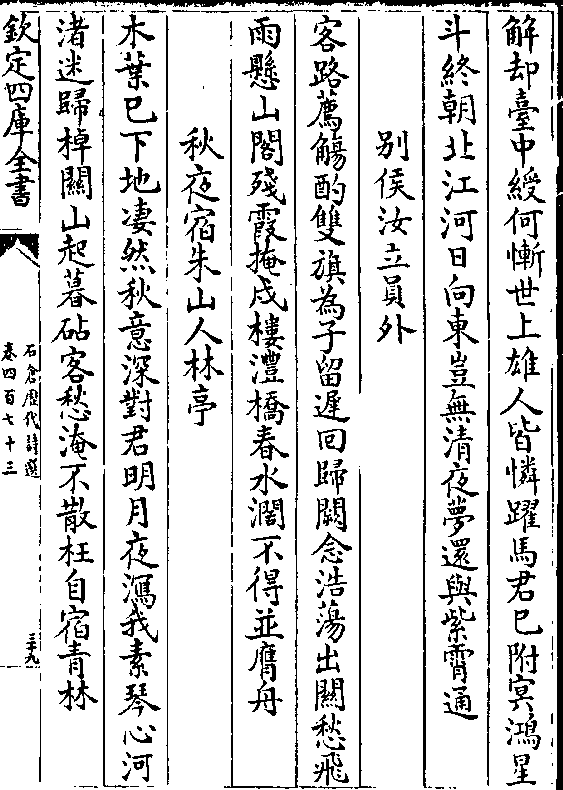 解却臺中綬何慚世上雄人皆憐躍馬君已附冥鴻星
斗終朝北江河日向東豈無清夜夢還與紫霄通
别侯汝立員外
客路薦觴酌雙旗為子留遲回歸闕念浩蕩出關愁飛
雨懸山閣殘霞掩戍樓澧橋春水濶不得並膺舟
秋夜宿朱山人林亭
木葉已下地凄然秋意深對君明月夜瀉我素琴心河
渚迷歸棹關山起暮砧客愁淹不散枉自宿青林
欽定四庫全書
石倉歴代詩選
卷四百七十三
三十九